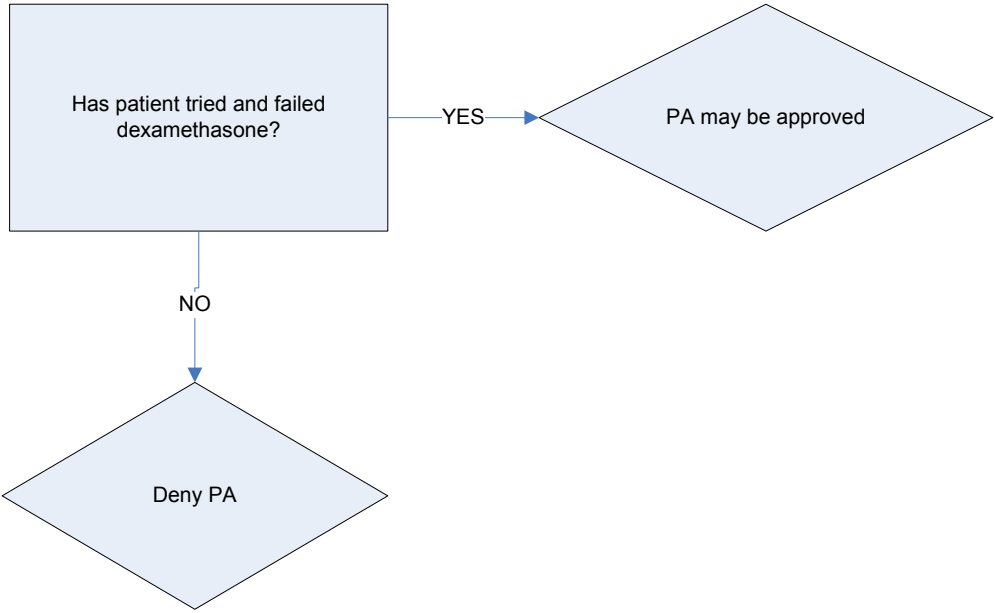 Has patient tried and failed
dexamethasone?
YES
PA may be approved
NO
Deny PA